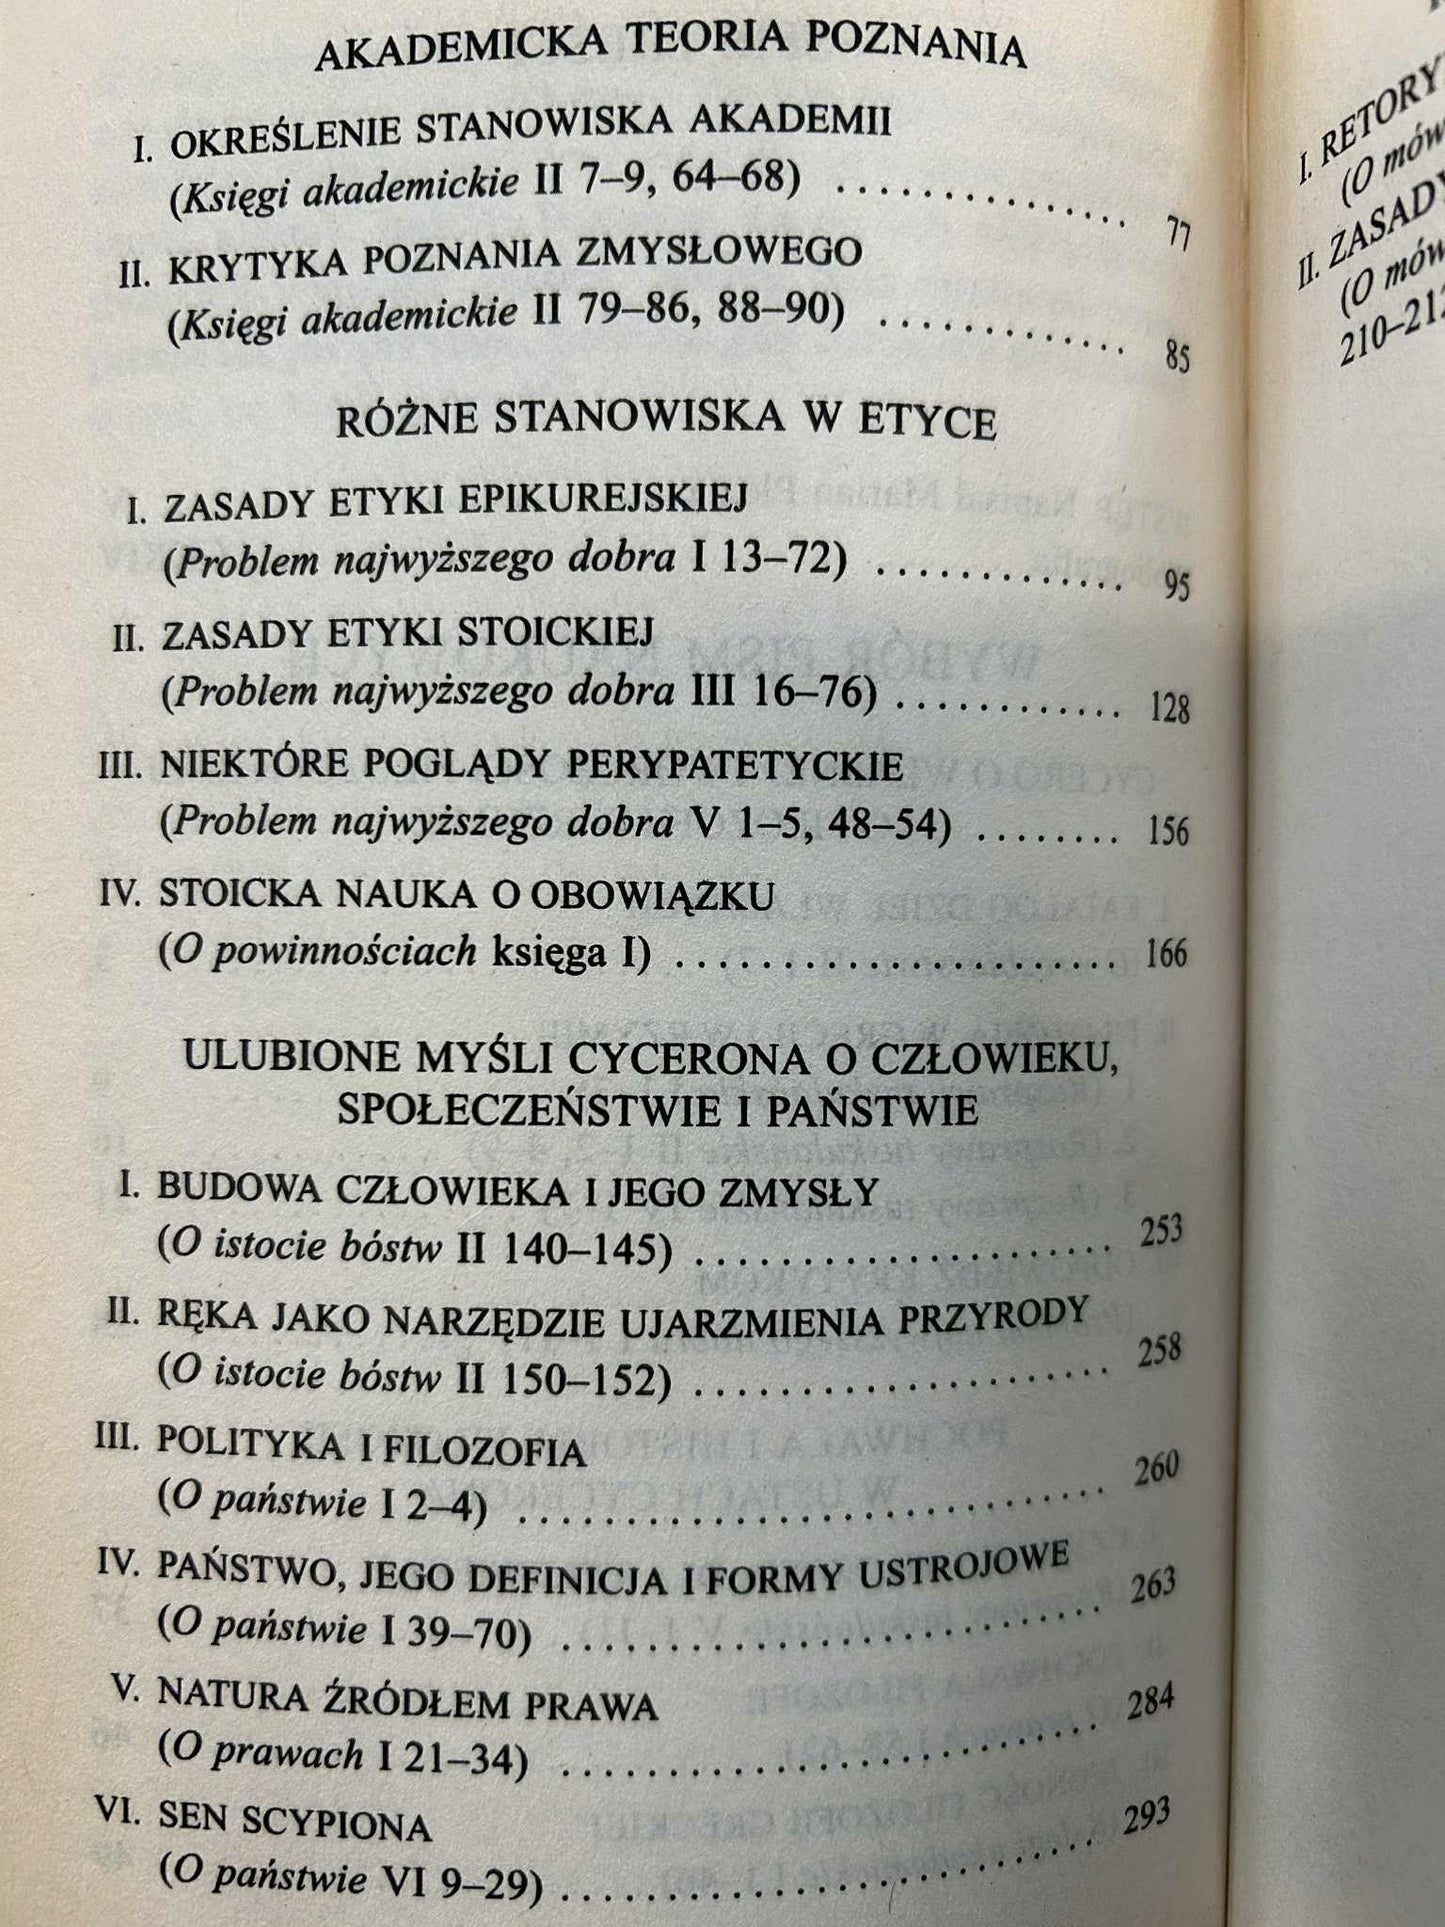 AKADEMICKA TEORIA POZNANIA
I. OKREŚLENIE STANOWISKA AKADEMII
(Księgi akademickie II 7–9, 64–68) . . . . . . . . . . . . . . . 77
II. KRYTYKA POZNANIA ZMYSŁOWEGO
(Księgi akademickie II 79–86, 88–90) . . . . . . . . . . . . . 85
RÓŻNE STANOWISKA W ETYCE
I. ZASADY ETYKI EPIKUREJSKIEJ
(Problem najwyższego dobra I 13–72) . . . . . . . . . . . . . 95
II. ZASADY ETYKI STOICKIEJ
(Problem najwyższego dobra III 16–76) . . . . . . . . . . . . 128
III. NIEKTÓRE POGLĄDY PERYPATETYCKIE
(Problem najwyższego dobra V 1–5, 48–54) . . . . . . . . 156
IV. STOICKA NAUKA O OBOWIĄZKU
(O powinnościach księga I) . . . . . . . . . . . . . . . . . . . . . 166
ULUBIONE MYŚLI CYCERONA O CZŁOWIEKU,
SPOŁECZEŃSTWIE I PAŃSTWIE
I. BUDOWA CZŁOWIEKA I JEGO ZMYSŁY
(O istocie bóstw II 140–145) . . . . . . . . . . . . . . . . . . . . 253
II. RĘKA JAKO NARZĘDZIE UJARZMIENIA PRZYRODY
(O istocie bóstw II 150–152) . . . . . . . . . . . . . . . . . . . . 258
III. POLITYKA I FILOZOFIA
(O państwie I 2–4) . . . . . . . . . . . . . . . . . . . . . . . . . . . . 260
IV. PAŃSTWO, JEGO DEFINICJA I FORMY USTROJOWE
(O państwie I 39–70) . . . . . . . . . . . . . . . . . . . . . . . . . . 263
V. NATURA ŹRÓDŁEM PRAWA
(O prawach I 21–34) . . . . . . . . . . . . . . . . . . . . . . . . . . 284
VI. SEN SCYPIONA
(O państwie VI 9–29) . . . . . . . . . . . . . . . . . . . . . . . . . . 293
I. RETORY
(O mów
II. ZASADY
(O mów
210–212